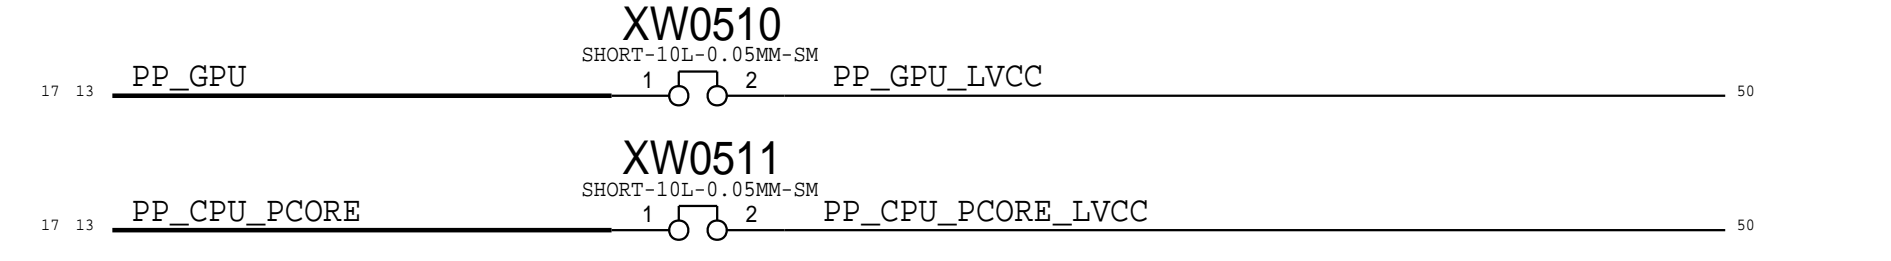 XW0510
SHORT-10L-0.05MM-SM
17 13 PP_GPU 1 2 PP_GPU_LVCC 50
XW0511
SHORT-10L-0.05MM-SM
17 13 PP_CPU_PCORE 1 2 PP_CPU_PCORE_LVCC 50